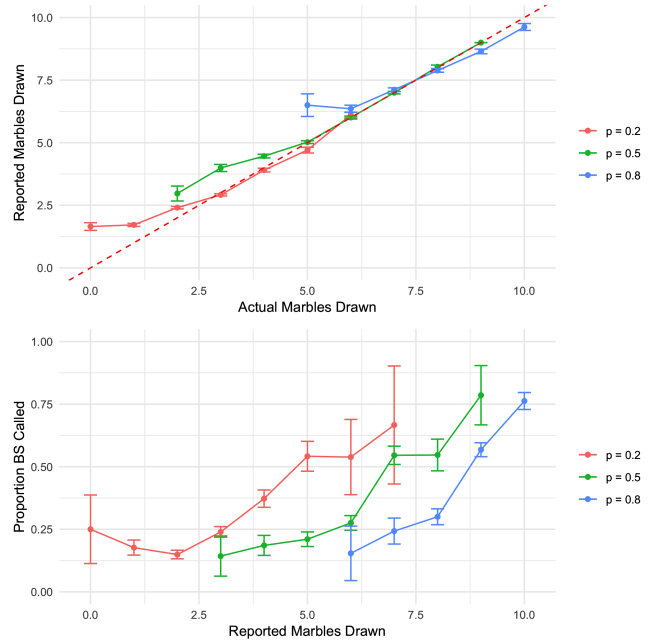 10.0
7.5
5.0
2.5
0.0
Reported Marbles Drawn
0.0 2.5 5.0 7.5 10.0
Actual Marbles Drawn
p = 0.2
p = 0.5
p = 0.8
1.00
0.75
0.50
0.25
0.00
Proportion BS Called
0.0 2.5 5.0 7.5 10.0
Reported Marbles Drawn
p = 0.2
p = 0.5
p = 0.8